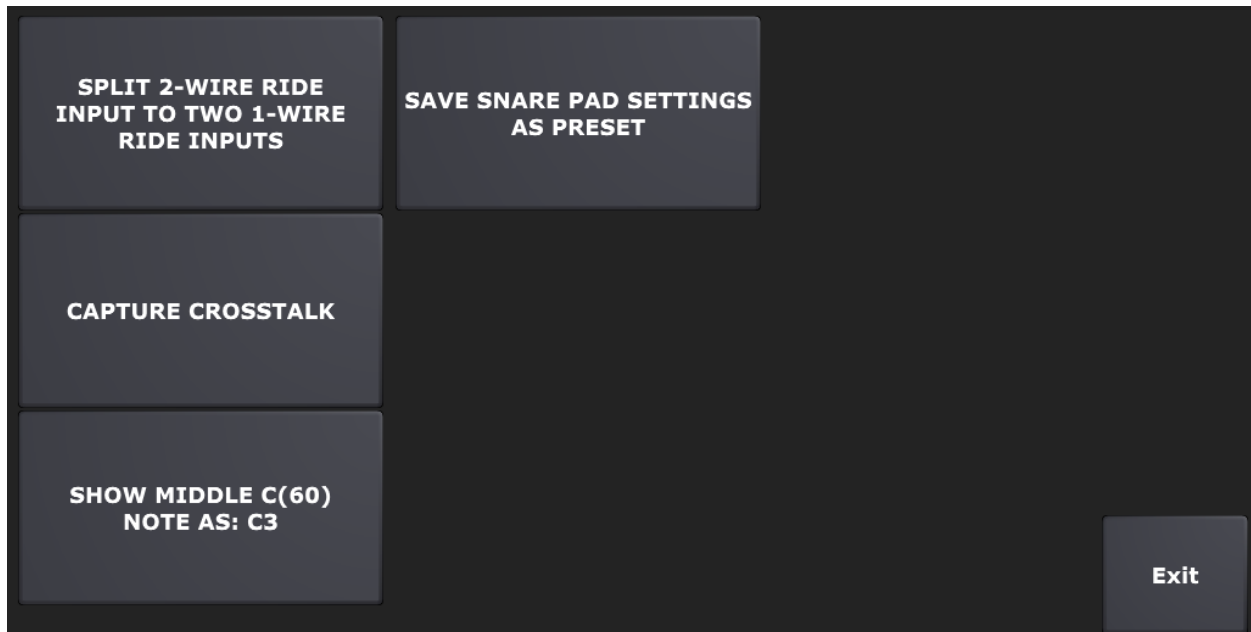 SPLIT 2-WIRE RIDE
INPUT TO TWO 1-WIRE
RIDE INPUTS
SAVE SNARE PAD SETTINGS
AS PRESET
CAPTURE CROSSTALK
SHOW MIDDLE C(60)
NOTE AS: C3
Exit